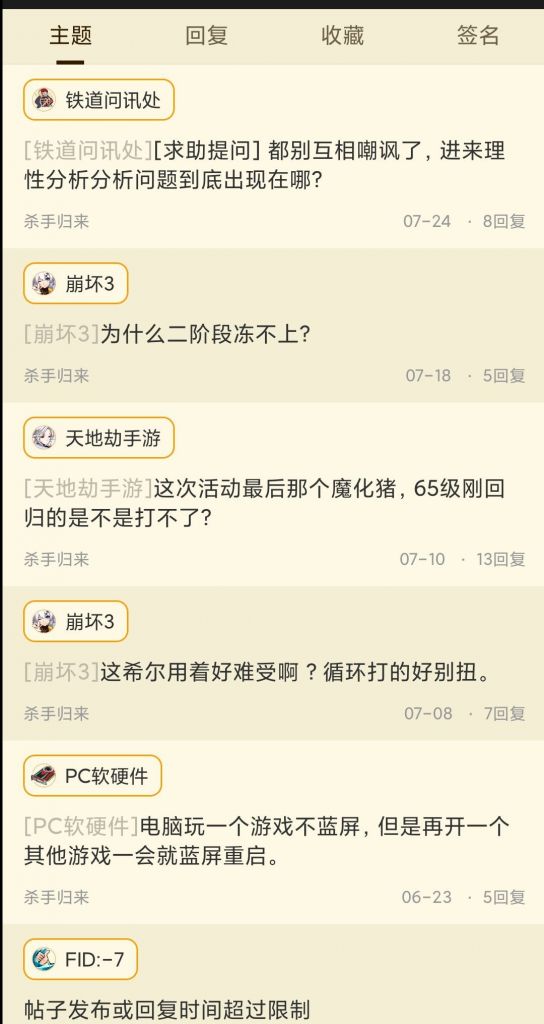 主题 回复 收藏 签名
铁道问讯处
[铁道问讯处][求助提问] 都别互相嘲讽了, 进来理
性分析分析问题到底出现在哪?
杀手归来 07-24 · 8回复
崩坏3
[崩坏3]为什么二阶段冻不上?
杀手归来 07-18 · 5回复
天地劫手游
[天地劫手游]这次活动最后那个魔化猪, 65级刚回
归的是不是打不了?
杀手归来 07-10 · 13回复
崩坏3
[崩坏3]这希尔用着好难受啊 ? 循环打的好别扭。
杀手归来 07-08 · 7回复
PC软硬件
[PC软硬件]电脑玩一个游戏不蓝屏, 但是再开一个
其他游戏一会就蓝屏重启。
杀手归来 06-23 · 5回复
FID:-7
帖子发布或回复时间超过限制